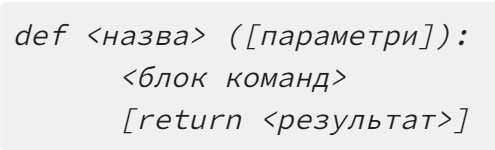 def <назва> ([параметри]):
<блок команд>
[return <результат>]